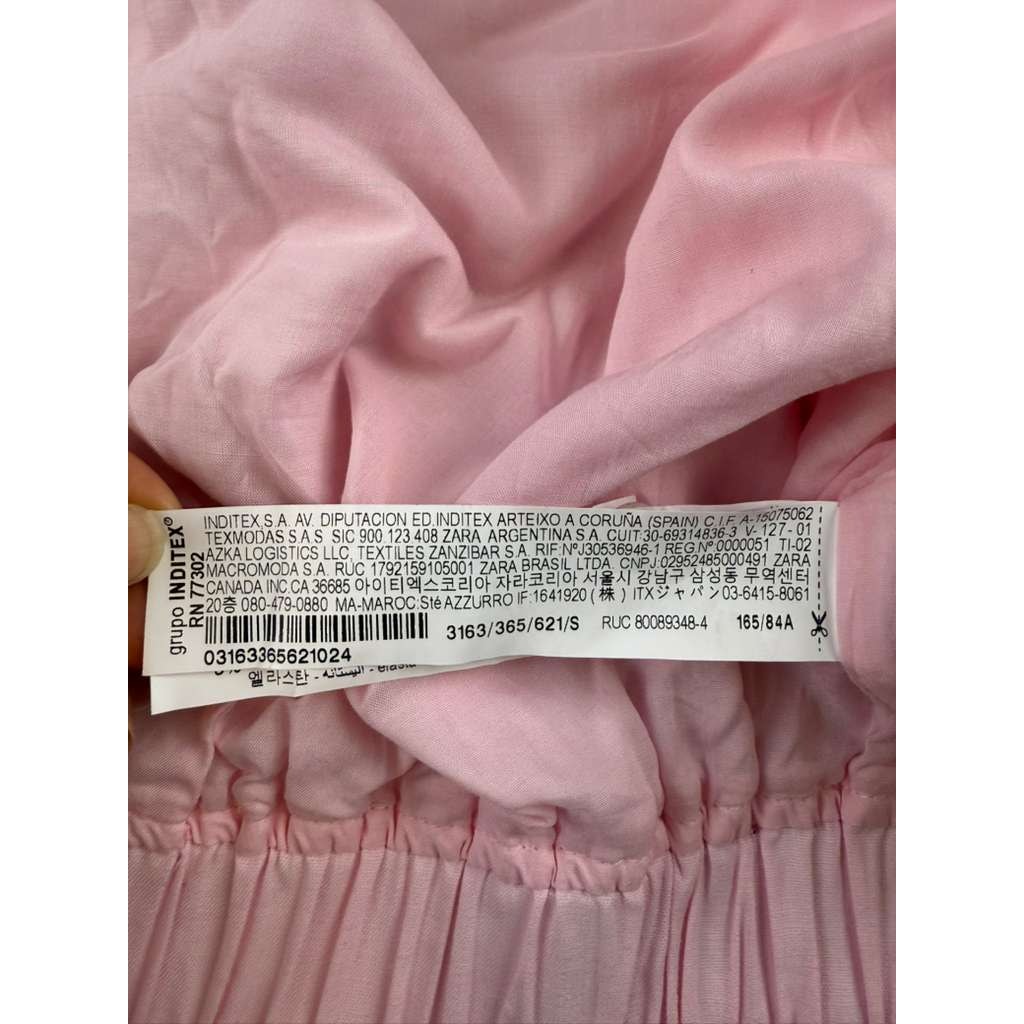 grupo INDITEX®
RN 77302
INDITEX,S.A. AV. DIPUTACION ED.INDITEX ARTEIXO A CORUÑA (SPAIN) C.I.F A-15075062
TEXMODAS S.A.S. SIC 900.123.408 ZARA ARGENTINA S.A. CUIT:30-69314836-3 V-127-01
AZKA LOGISTICS LLC, TEXTILES ZANZIBAR S.A. RIF:NºJ30536946-1 REG.Nº 0000051 TI-02
MACROMODA S.A. RUC 1792159105001 ZARA BRASIL LTDA. CNPJ:02952485000491 ZARA
CANADA INC.CA 36685 아이티엑스코리아 자라코리아 서울시 강남구 삼성동 무역센터
20층 080-479-0880 MA-MAROC:Sté AZZURRO IF:1641920 (株) ITXジャパン 03-6415-8061
3163/365/621/S RUC 80089348-4 165/84A
03163365621024
엘라스탄 - الیستانه - elasta